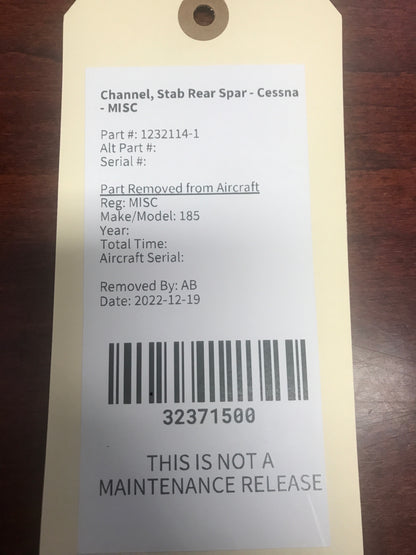 Channel, Stab Rear Spar - Cessna
- MISC
Part #: 1232114-1
Alt Part #:
Serial #:
Part Removed from Aircraft
Reg: MISC
Make/Model: 185
Year:
Total Time:
Aircraft Serial:
Removed By: AB
Date: 2022-12-19
32371500
THIS IS NOT A
MAINTENANCE RELEASE